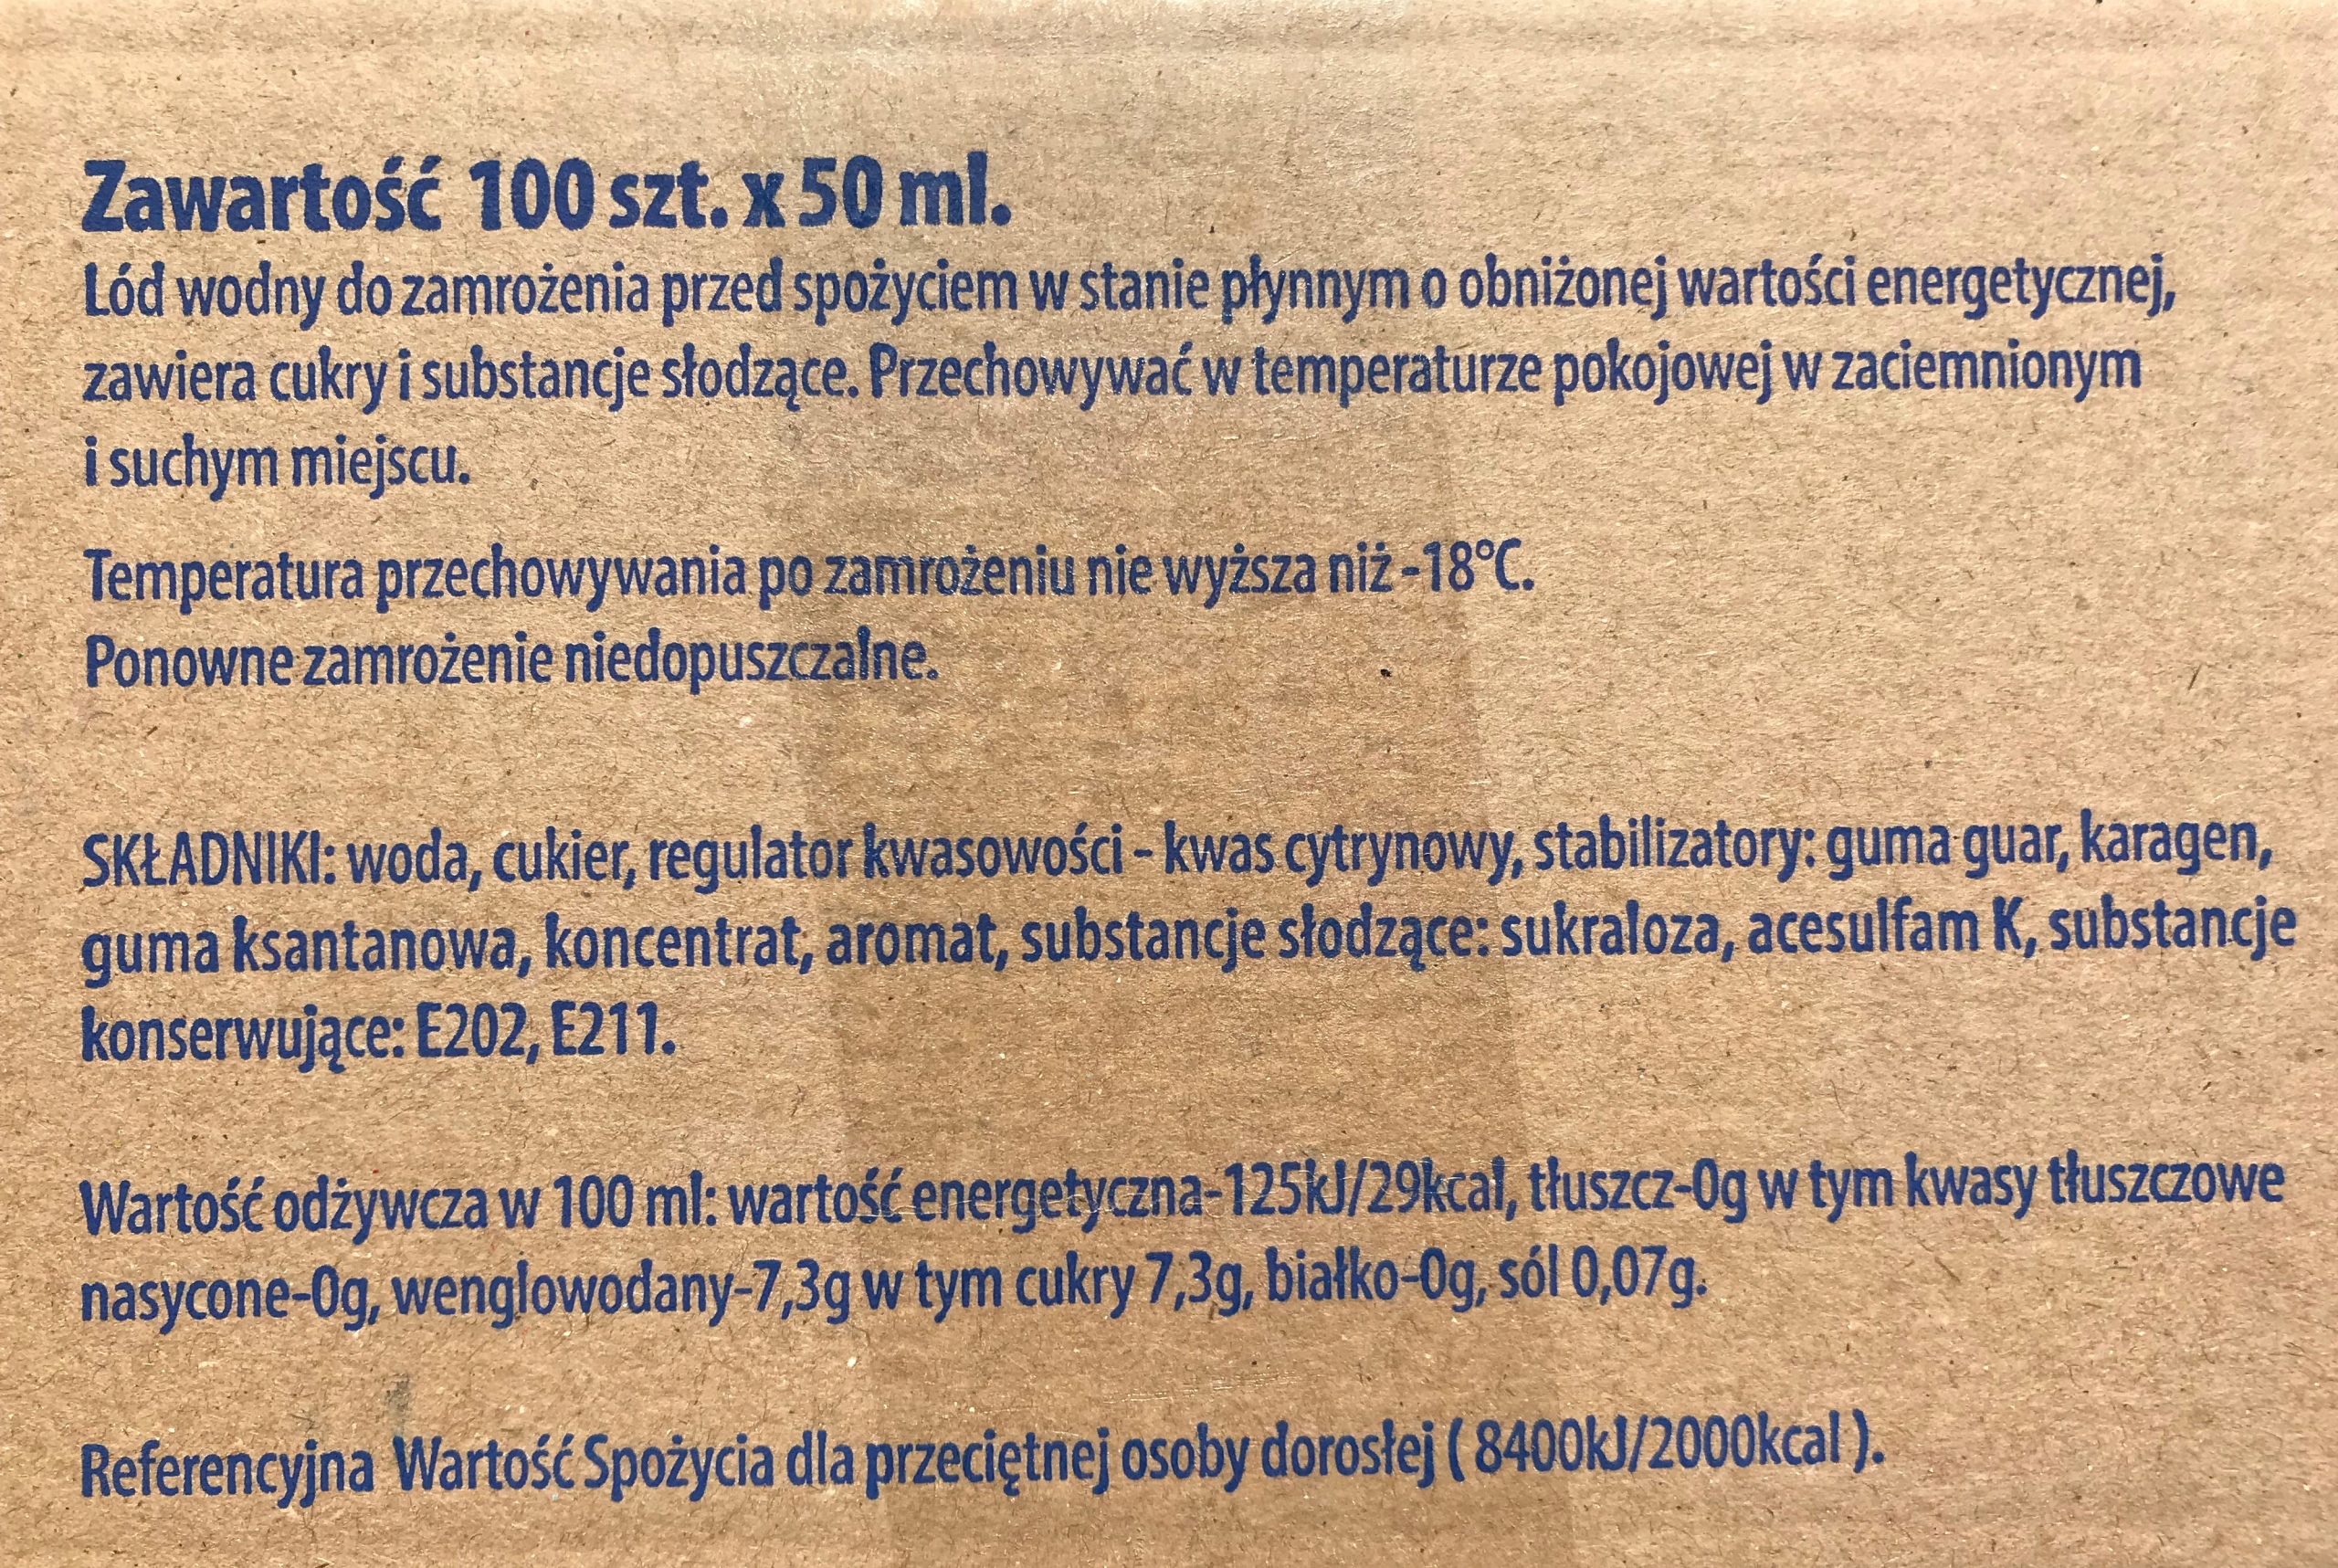 Zawartość 100 szt. x 50 ml.
Lód wodny do zamrożenia przed spożyciem w stanie płynnym o obniżonej wartości energetycznej,
zawiera cukry i substancje słodzące. Przechowywać w temperaturze pokojowej w zaciemnionym
i suchym miejscu.
Temperatura przechowywania po zamrożeniu nie wyższa niż -18°C.
Ponowne zamrożenie niedopuszczalne.
SKŁADNIKI: woda, cukier, regulator kwasowości - kwas cytrynowy, stabilizatory: guma guar, karagen,
guma ksantanowa, koncentrat, aromat, substancje słodzące: sukraloza, acesulfam K, substancje
konserwujące: E202, E211.
Wartość odżywcza w 100 ml: wartość energetyczna-125kJ/29kcal, tłuszcz-0g w tym kwasy tłuszczowe
nasycone-0g, wenglowodany-7,3g w tym cukry 7,3g, białko-0g, sól 0,07g.
Referencyjna Wartość Spożycia dla przeciętnej osoby dorosłej ( 8400kJ/2000kcal ).